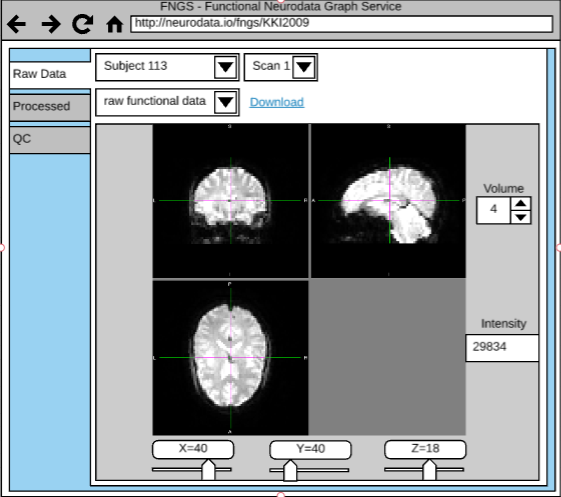 FNGS - Functional Neurodata Graph Service
http://neurodata.io/fngs/KKI2009
Raw Data
Processed
QC
Subject 113
Scan 1
raw functional data
Download
Volume
4
Intensity
29834
X=40
Y=40
Z=18